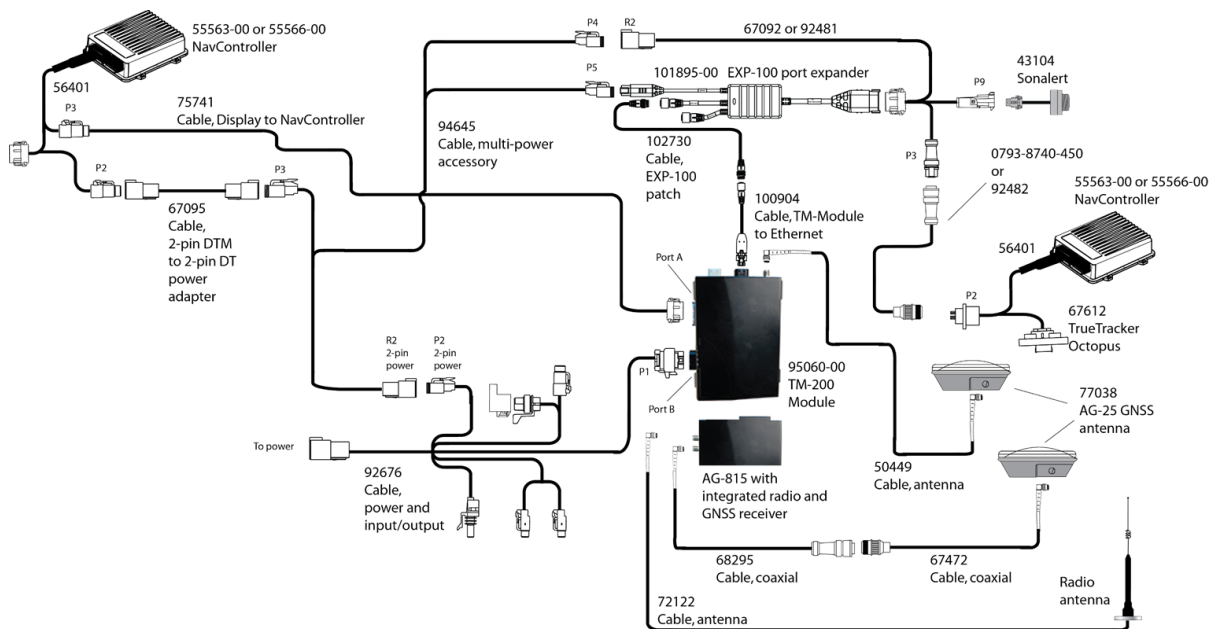 55563-00 or 55566-00
NavController
56401
P3
75741
Cable, Display to NavController
P2
P3
67095
Cable,
2-pin DTM
to 2-pin DT
power
adapter
P4
R2
67092 or 92481
P5
101895-00 EXP-100 port expander
P9
43104
Sonalert
94645
Cable, multi-power
accessory
102730
Cable,
EXP-100
patch
P3
0793-8740-450
or
92482
100904
Cable, TM-Module
to Ethernet
55563-00 or 55566-00
NavController
56401
P2
67612
TrueTracker
Octopus
Port A
R2
2-pin
power
P2
2-pin
power
P1
95060-00
TM-200
Module
Port B
77038
AG-25 GNSS
antenna
To power
92676
Cable,
power and
input/output
AG-815 with
integrated radio and
GNSS receiver
50449
Cable, antenna
68295
Cable, coaxial
67472
Cable, coaxial
Radio
antenna
72122
Cable, antenna